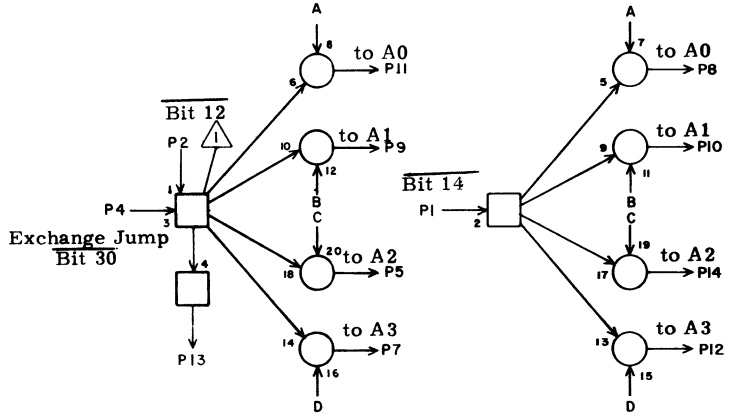 A A
8 7
to A0 to A0
6 P11 5 P8
Bit 12
1
P2 to A1 to A1
10 P9 9 P10
12 11
Bit 14
1 B B
P4 C P1 C
3 2
Exchange Jump
Bit 30
4 20 to A2 19 to A2
18 P5 17 P14
to A3 to A3
14 P7 13 P12
P13
16 15
D D